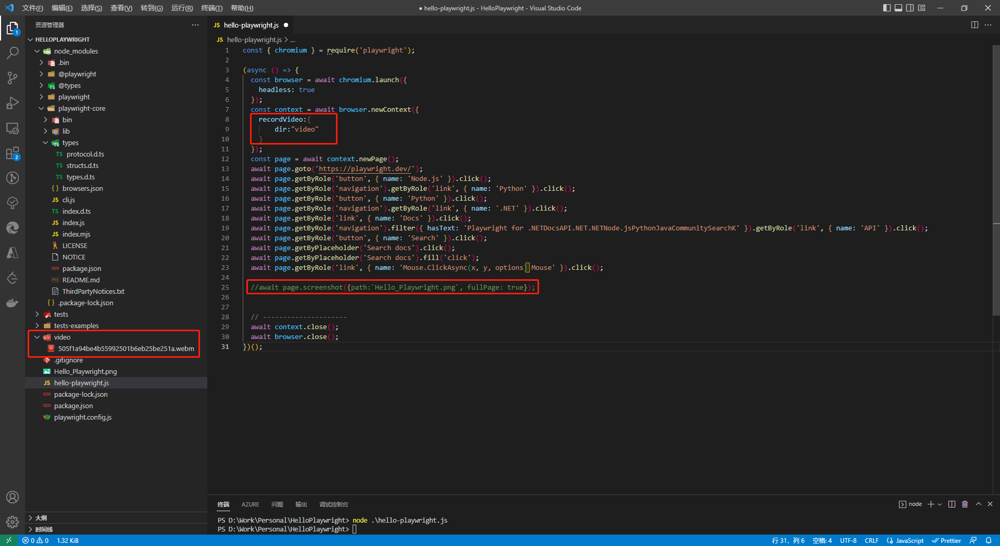 文件(F) 编辑(E) 选择(S) 查看(V) 转到(G) 运行(R) 终端(T) 帮助(H)
● hello-playwright.js - HelloPlaywright - Visual Studio Code
资源管理器
HELLOPLAYWRIGHT
node_modules
.bin
@playwright
@types
playwright
playwright-core
bin
lib
types
TS protocol.d.ts
TS structs.d.ts
TS types.d.ts
{} browsers.json
JS cli.js
TS index.d.ts
JS index.js
JS index.mjs
LICENSE
NOTICE
package.json
README.md
ThirdPartyNotices.txt
{} .package-lock.json
tests
tests-examples
video
505f1a94be4b55992501b6eb25be251a.webm
.gitignore
Hello_Playwright.png
JS hello-playwright.js
package-lock.json
package.json
playwright.config.js
大纲
时间线
1
2
JS hello-playwright.js ●
JS hello-playwright.js > ...
1 const { chromium } = require('playwright');
2
3 (async () => {
4 const browser = await chromium.launch({
5 headless: true
6 });
7 const context = await browser.newContext({
8 recordVideo:{
9 dir:"video"
10 }
11 });
12 const page = await context.newPage();
13 await page.goto('https://playwright.dev/');
14 await page.getByRole('button', { name: 'Node.js' }).click();
15 await page.getByRole('navigation').getByRole('link', { name: 'Python' }).click();
16 await page.getByRole('button', { name: 'Python' }).click();
17 await page.getByRole('navigation').getByRole('link', { name: '.NET' }).click();
18 await page.getByRole('link', { name: 'Docs' }).click();
19 await page.getByRole('navigation').filter({ hasText: 'Playwright for .NETDocsAPI.NET.NETNode.jsPythonJavaCommunitySearchK' }).getByRole('link', { name: 'API' }).click();
20 await page.getByRole('button', { name: 'Search' }).click();
21 await page.getByPlaceholder('Search docs').click();
22 await page.getByPlaceholder('Search docs').fill('click');
23 await page.getByRole('link', { name: 'Mouse.ClickAsync(x, y, options) Mouse' }).click();
24
25 //await page.screenshot({path:`Hello_Playwright.png`, fullPage: true});
26
27
28 // ---------------------
29 await context.close();
30 await browser.close();
31 })();
终端 AZURE 问题 输出 调试控制台
node
PS D:\Work\Personal\HelloPlaywright> node .\hello-playwright.js
PS D:\Work\Personal\HelloPlaywright>
0 0 1.32 KiB
行 31，列 6 空格: 4 UTF-8 CRLF {} JavaScript Prettier